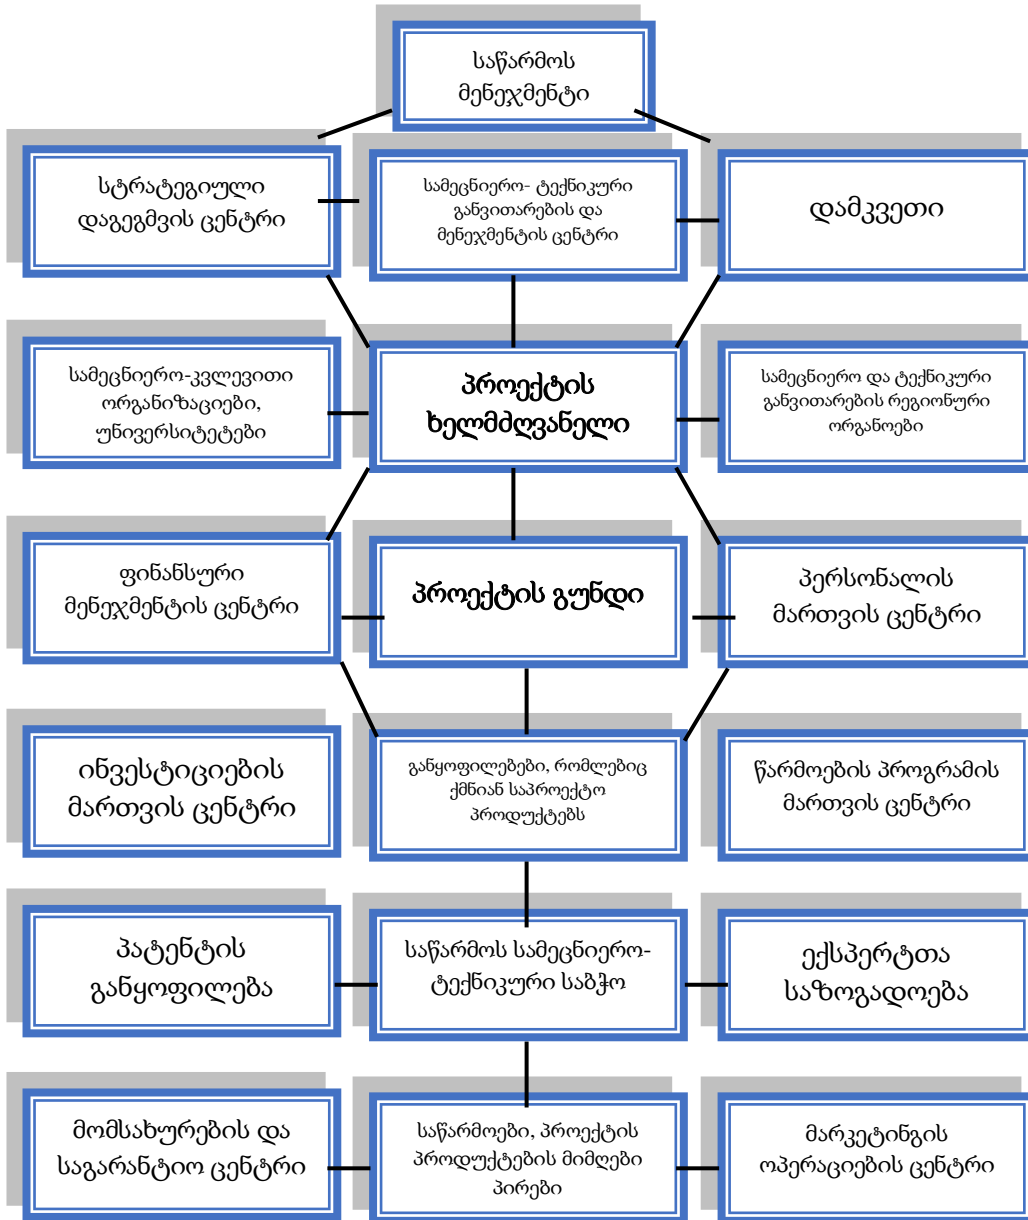 საწარმოს
მენეჯმენტი
სტრატეგიული
დაგეგმვის ცენტრი
სამეცნიერო- ტექნიკური
განვითარების და
მენეჯმენტის ცენტრი
დამკვეთი
სამეცნიერო-კვლევითი
ორგანიზაციები,
უნივერსიტეტები
პროექტის
ხელმძღვანელი
სამეცნიერო და ტექნიკური
განვითარების რეგიონური
ორგანოები
ფინანსური
მენეჯმენტის ცენტრი
პროექტის გუნდი
პერსონალის
მართვის ცენტრი
ინვესტიციების
მართვის ცენტრი
განყოფილებები, რომლებიც
ქმნიან საპროექტო
პროდუქტებს
წარმოების პროგრამის
მართვის ცენტრი
პატენტის
განყოფილება
საწარმოს სამეცნიერო-
ტექნიკური საბჭო
ექსპერტთა
საზოგადოება
მომსახურების და
საგარანტიო ცენტრი
საწარმოები, პროექტის
პროდუქტების მიმღები
პირები
მარკეტინგის
ოპერაციების ცენტრი